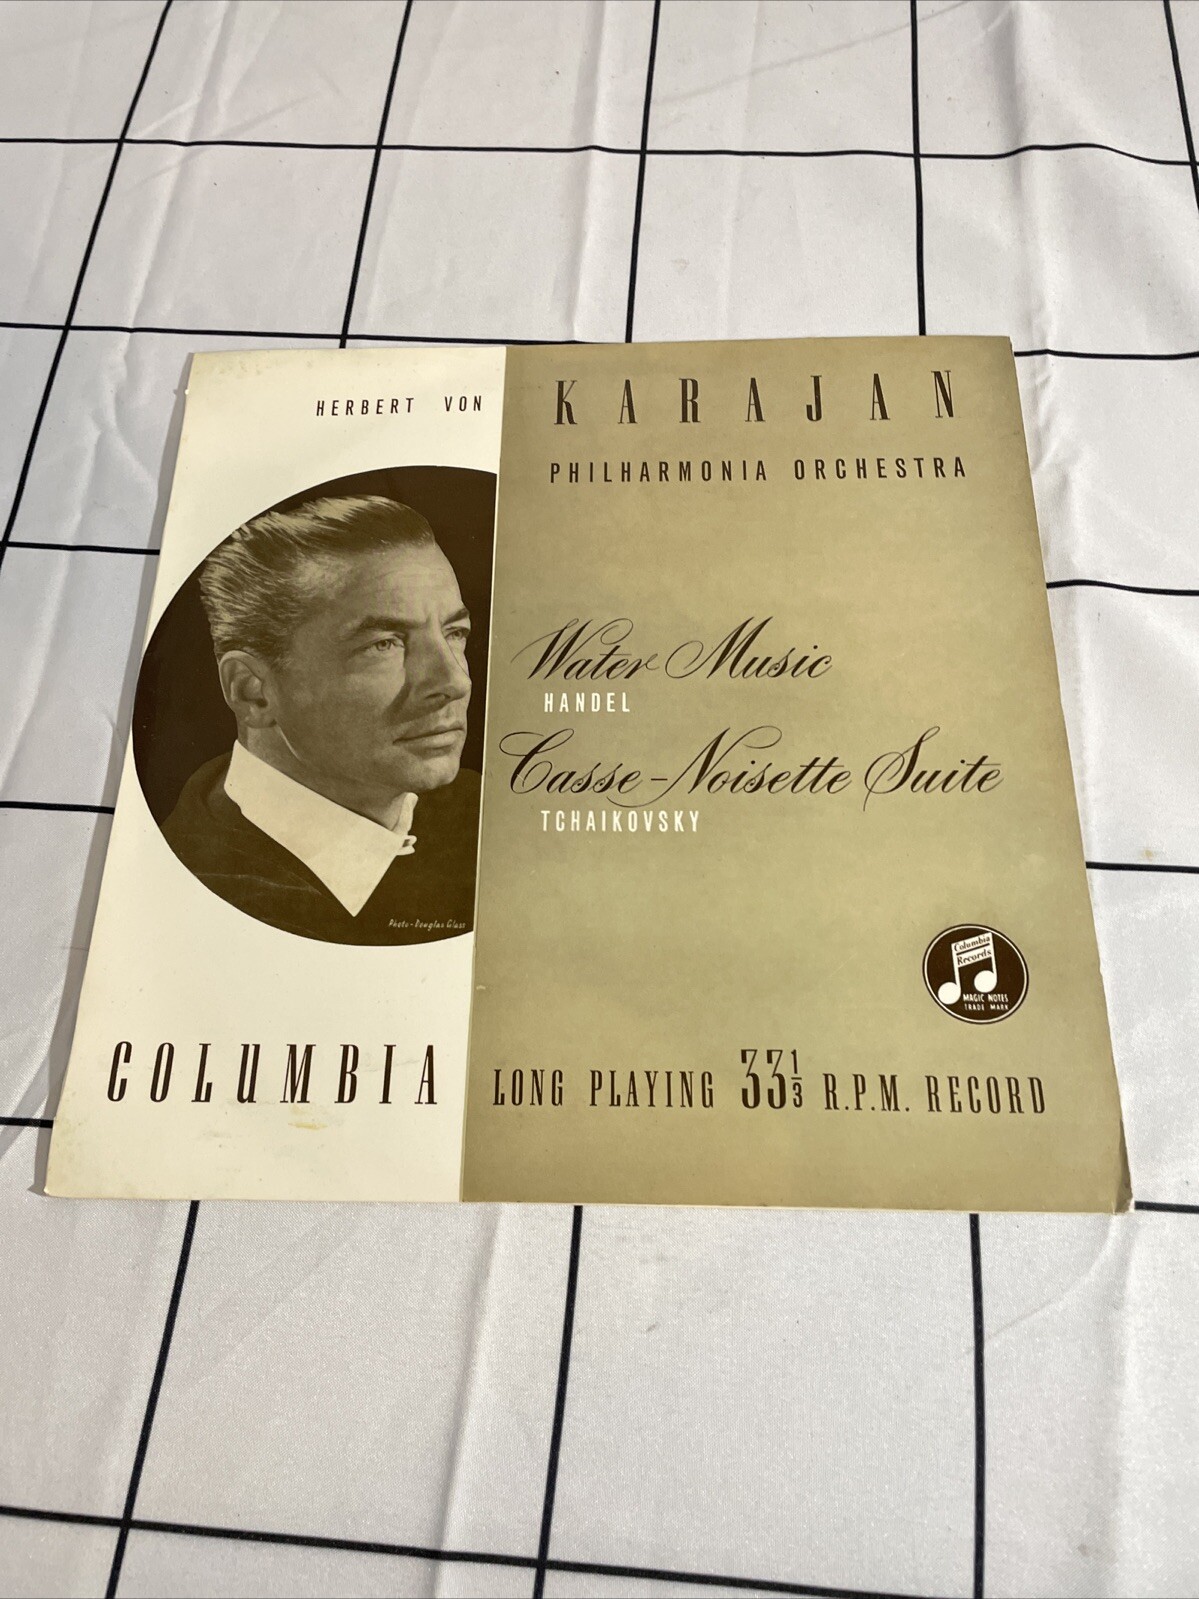 HERBERT VON KARAJAN
PHILHARMONIA ORCHESTRA
Water Music
HANDEL
Casse-Noisette Suite
TCHAIKOVSKY
Photo - Douglas Glass
Columbia
Records
MAGIC NOTES
TRADE MARK
COLUMBIA
LONG PLAYING 33⅓ R.P.M. RECORD